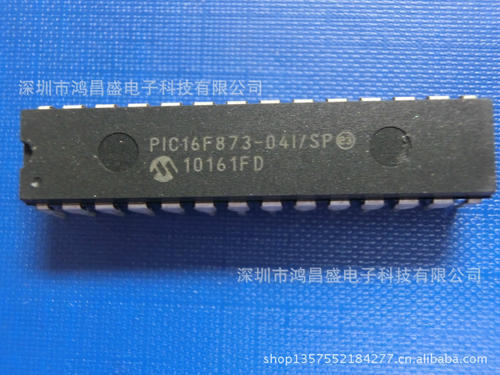 深圳市鸿昌盛电子科技有限公司
PIC16F873-04I/SP e3
10161FD
深圳市鸿昌盛电子科技有限公司
shop1357552184277.cn.alibaba.com